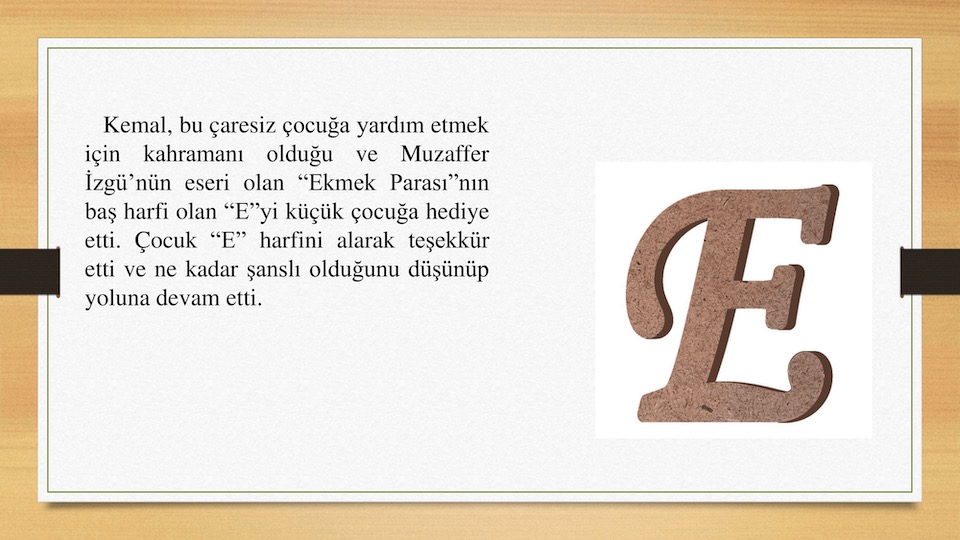 Kemal, bu çaresiz çocuğa yardım etmek
için kahramanı olduğu ve Muzaffer
İzgü’nün eseri olan “Ekmek Parası”nın
baş harfi olan “E”yi küçük çocuğa hediye
etti. Çocuk “E” harfini alarak teşekkür
etti ve ne kadar şanslı olduğunu düşünüp
yoluna devam etti.
E